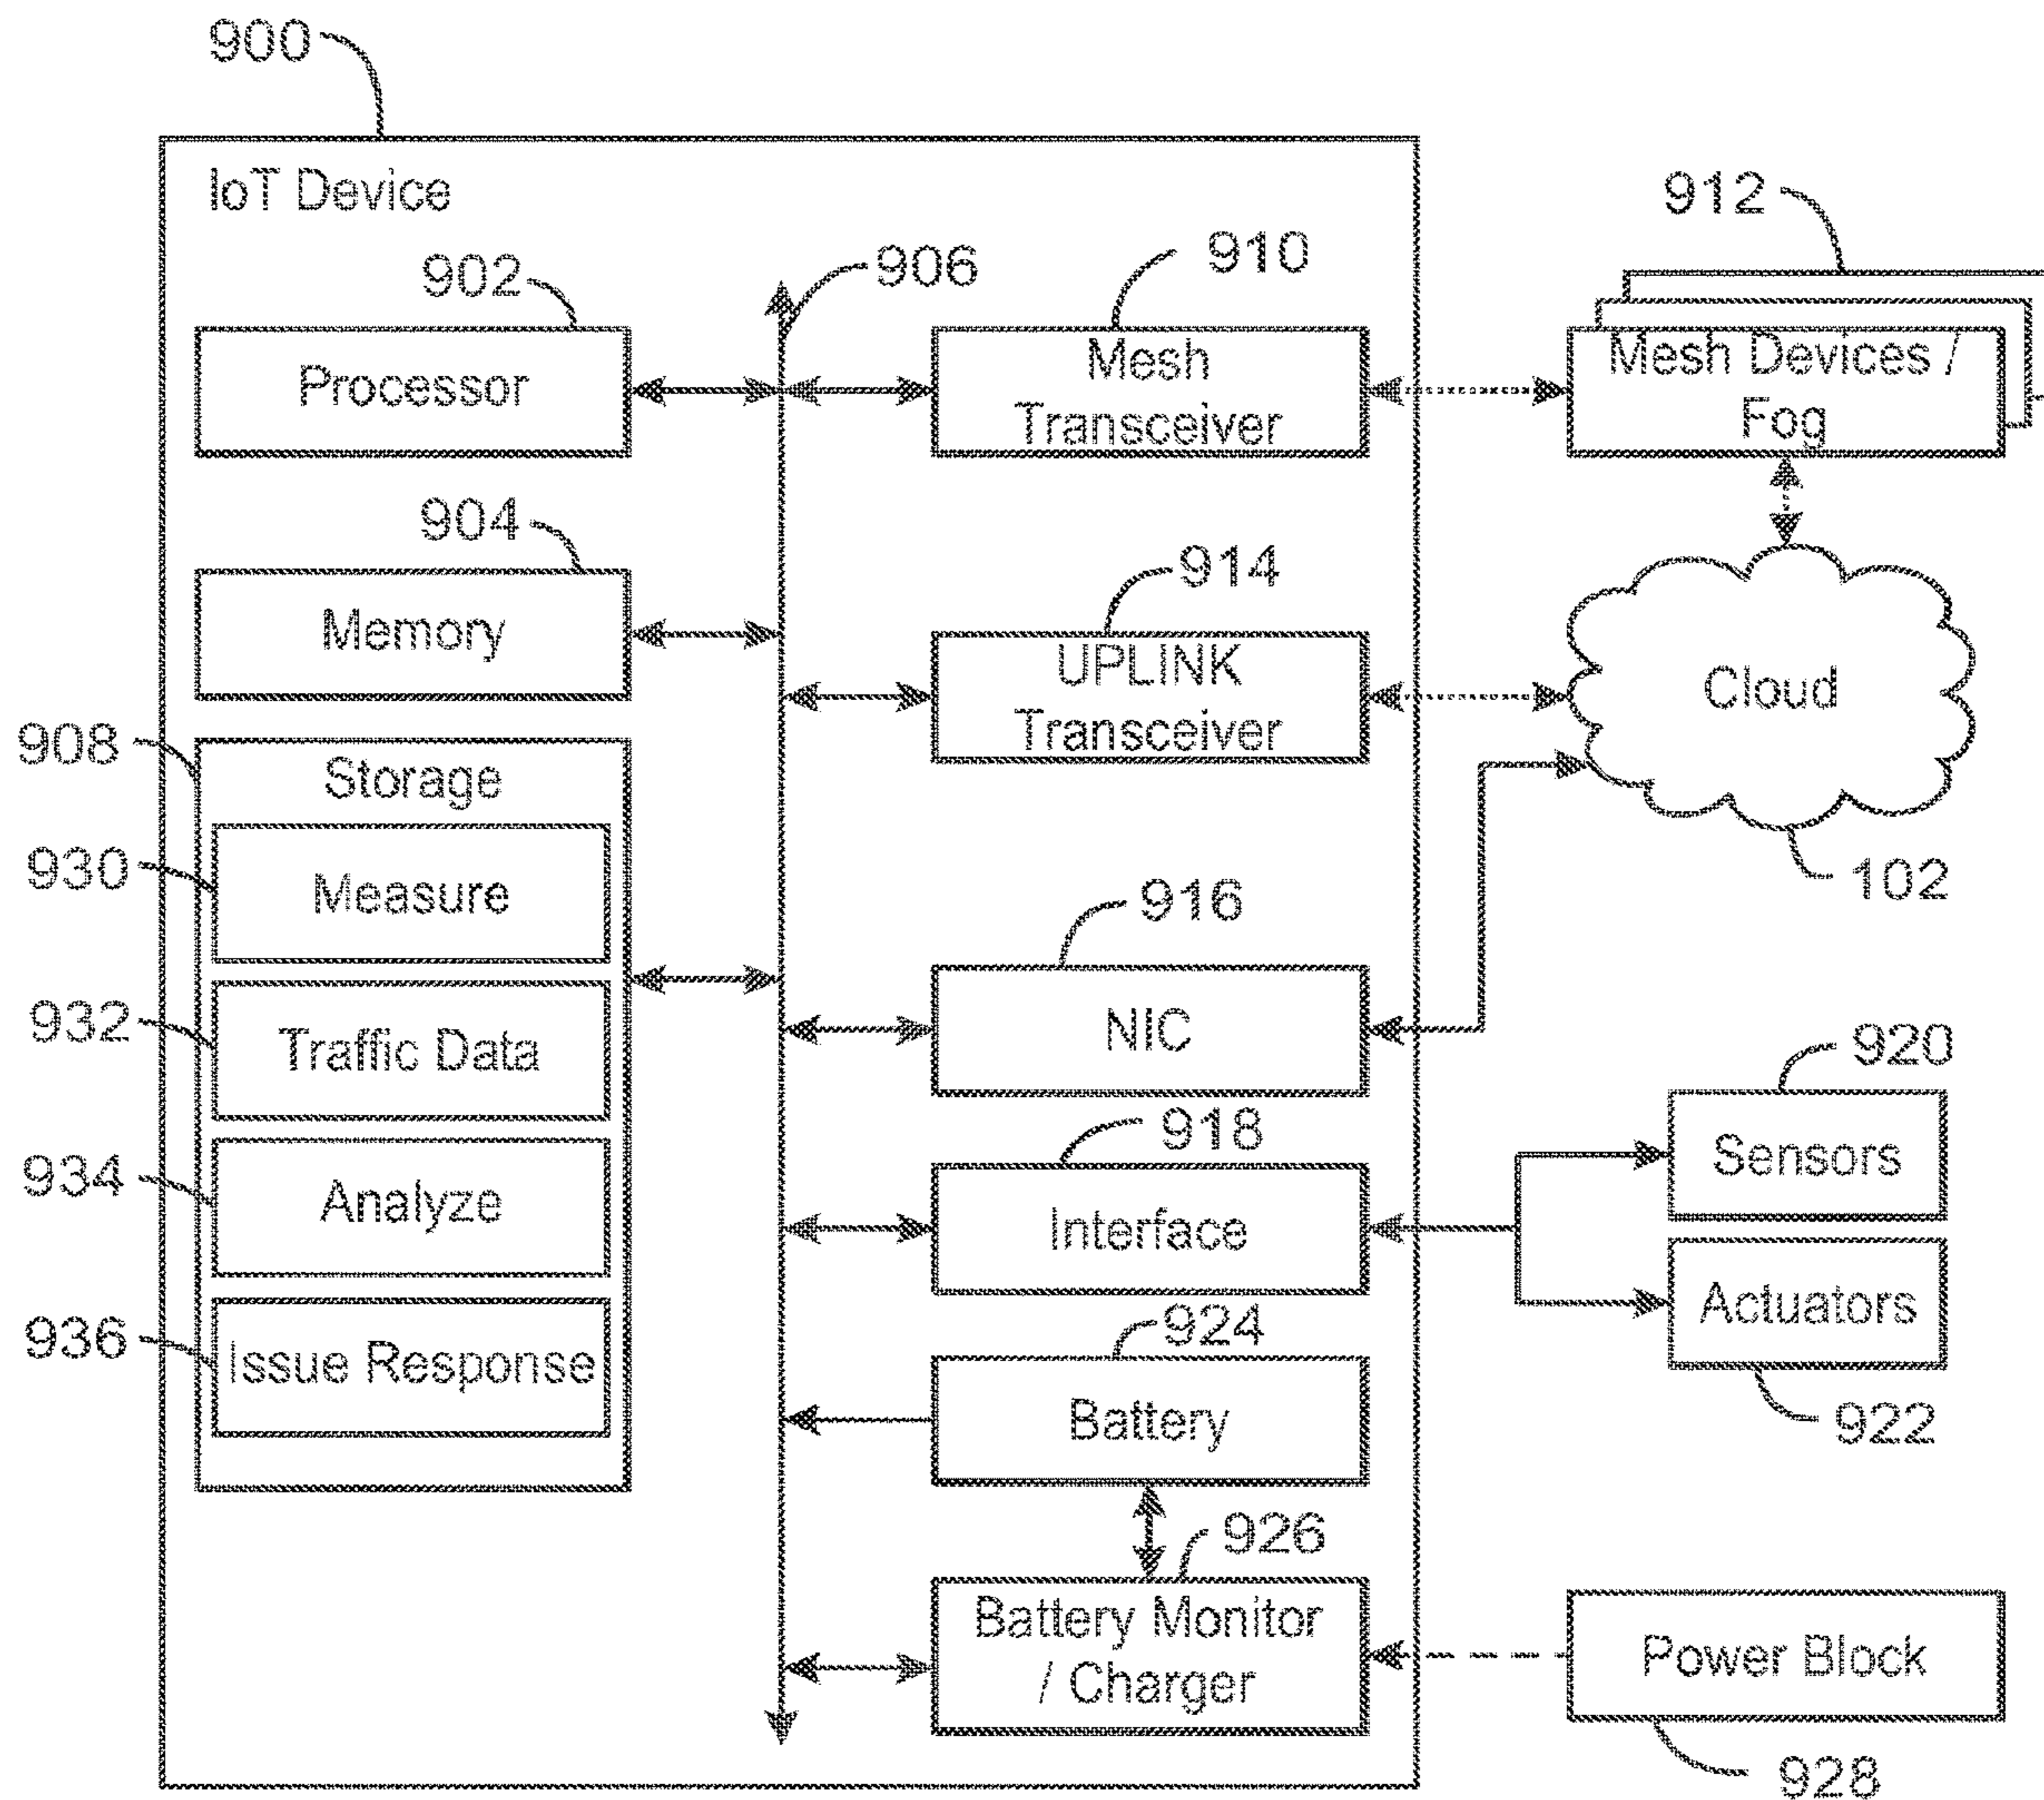 900
IoT Device
912
902
906
910
Processor
Mesh
Transceiver
Mesh Devices /
Fog
904
914
Memory
UPLINK
Transceiver
Cloud
908
Storage
930
Measure
916
102
932
Traffic Data
NIC
920
Sensors
934
Analyze
918
Interface
Actuators
922
936
Issue Response
924
Battery
926
Battery Monitor
/ Charger
Power Block
928